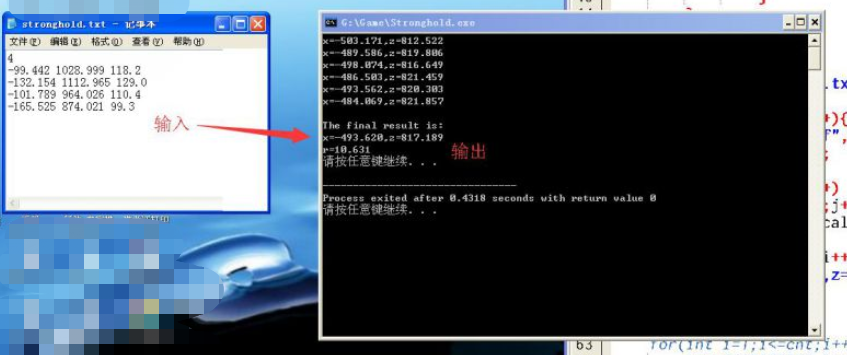 stronghold.txt - 记事本
文件(F) 编辑(E) 格式(O) 查看(V) 帮助(H)
4
-99.442 1028.999 118.2
-132.154 1112.965 129.0
-101.789 964.026 110.4
-165.525 874.021 99.3
输入
G:\Game\Stronghold.exe
x=-503.171,z=812.522
x=-489.586,z=819.806
x=-498.074,z=816.649
x=-486.503,z=821.459
x=-493.562,z=820.303
x=-484.069,z=821.857
The final result is:
x=-493.620,z=817.189
r=10.631
输出
请按任意键继续. . .
--------------------------------
Process exited after 0.4318 seconds with return value 0
请按任意键继续. . .
.tx
){
",
;
)
;j+
cal
i++
,z=
63 for(int i=1;i<=cnt;i++